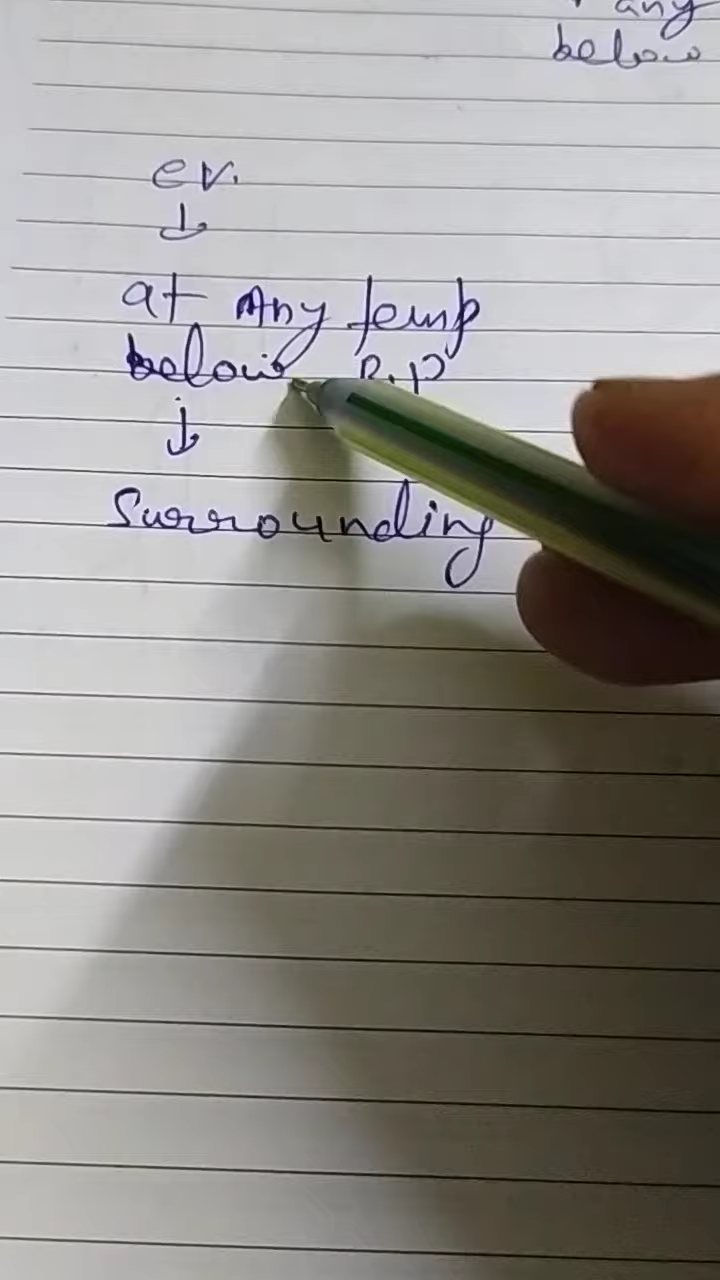 any
below
ev.
↓
at Any temp
below B.P
↓
Surrounding